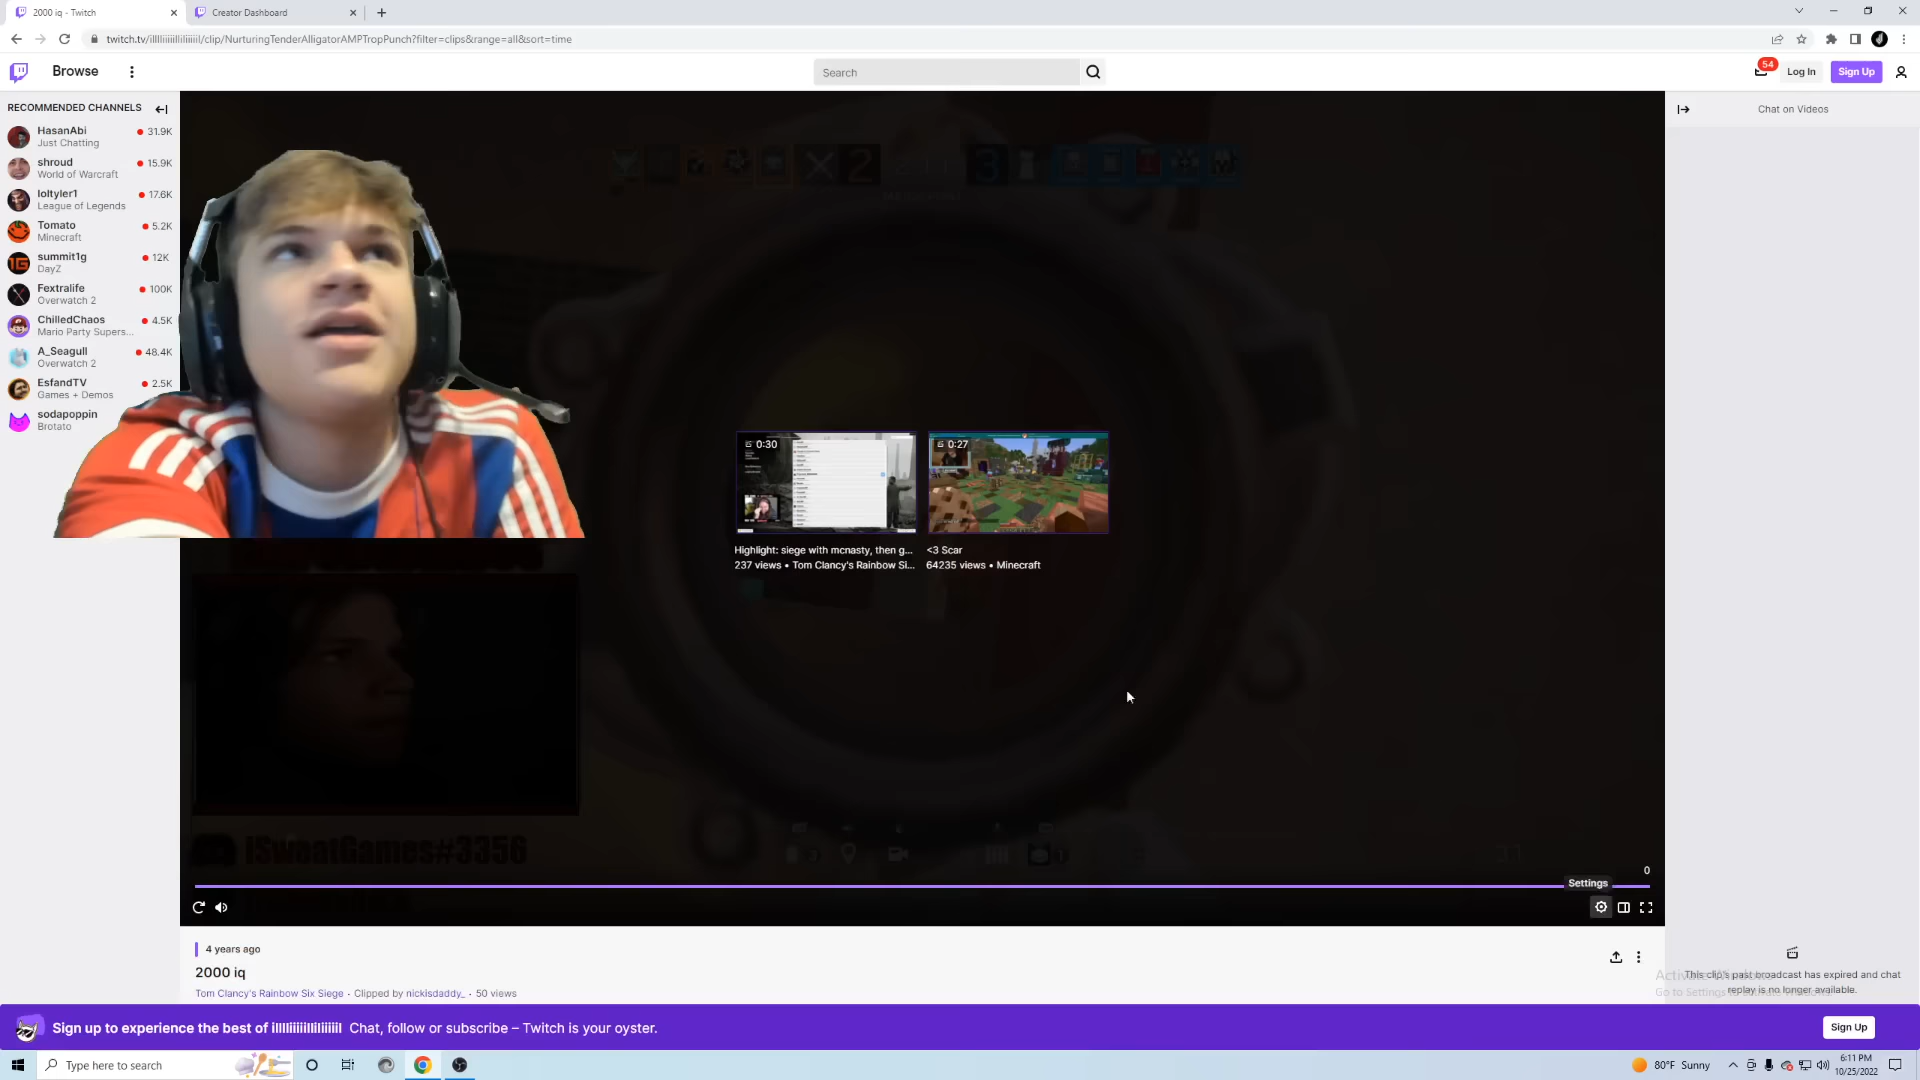 2000 iq - Twitch
Creator Dashboard
twitch.tv/illlliiiiillliiliiiiil/clip/NurturingTenderAlligatorAMPTropPunch?filter=clips&range=all&sort=time
Browse
Search
54
Log In
Sign Up
RECOMMENDED CHANNELS
Chat on Videos
HasanAbi
31.9K
Just Chatting
shroud
15.9K
World of Warcraft
loltyler1
17.6K
League of Legends
Tomato
5.2K
Minecraft
summit1g
12K
DayZ
Fextralife
100K
Overwatch 2
ChilledChaos
4.5K
Mario Party Supers...
A_Seagull
48.4K
Overwatch 2
EsfandTV
2.5K
Games + Demos
sodapoppin
Brotato
2
3
0:30
0:27
Highlight: siege with mcnasty, then g...
237 views • Tom Clancy's Rainbow Si...
<3 Scar
64235 views • Minecraft
iSwaatGames#3356
0
Settings
4 years ago
2000 iq
Tom Clancy's Rainbow Six Siege · Clipped by nickisdaddy_ · 50 views
This clip's past broadcast has expired and chat
replay is no longer available.
Sign up to experience the best of Chat, follow or subscribe – Twitch is your oyster.
Sign Up
Type here to search
80°F Sunny
6:11 PM
10/25/2022